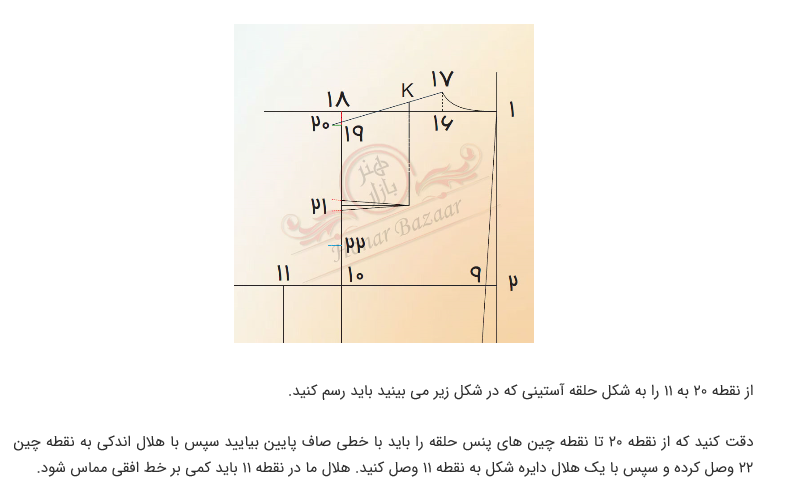 ۱۷
K
۱۸
۱
۲۰
۱۹
۱۶
هنر
بازار
۲۱
Honar Bazaar
۲۲
۱۱
۱۰
۹
۲
از نقطه ۲۰ به ۱۱ را به شکل حلقه آستینی که در شکل زیر می بینید باید رسم کنید.
دقت کنید که از نقطه ۲۰ تا نقطه چین های پنس حلقه را باید با خطی صاف پایین بیایید سپس با هلال اندکی به نقطه چین
۲۲ وصل کرده و سپس با یک هلال دایره شکل به نقطه ۱۱ وصل کنید. هلال ما در نقطه ۱۱ باید کمی بر خط افقی مماس شود.